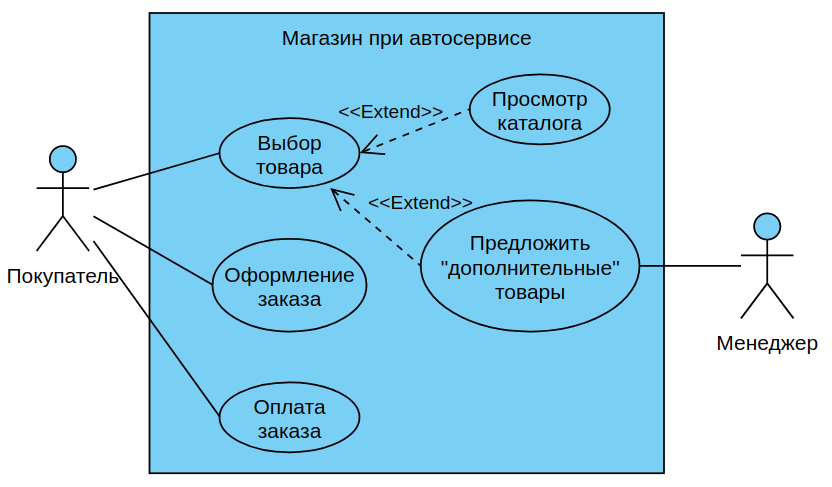 Магазин при автосервисе
<<Extend>>
Просмотр
каталога
Выбор
товара
<<Extend>>
Предложить
"дополнительные"
товары
Оформление
заказа
Покупатель
Менеджер
Оплата
заказа